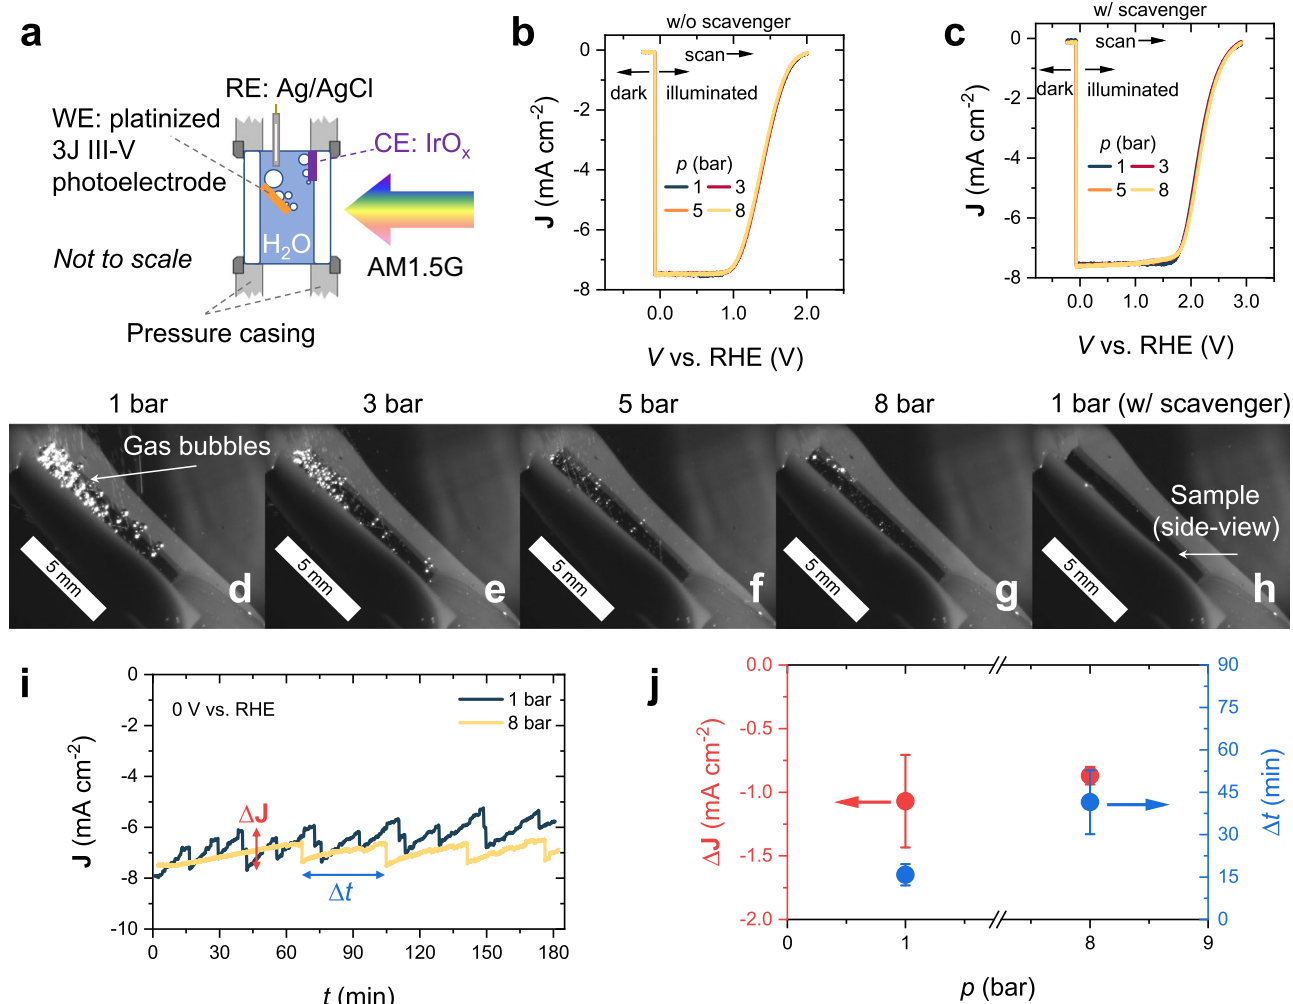 a
RE: Ag/AgCl
WE: platinized
3J III-V
photoelectrode
CE: IrOx
H2O
Not to scale
AM1.5G
Pressure casing
b
w/o scavenger
scan
dark
illuminated
p (bar)
1
3
5
8
0
-2
-4
-6
-8
J (mA cm-2)
0.0
1.0
2.0
V vs. RHE (V)
c
w/ scavenger
scan
dark
illuminated
p (bar)
1
3
5
8
0
-2
-4
-6
-8
J (mA cm-2)
0.0
1.0
2.0
3.0
V vs. RHE (V)
1 bar
3 bar
5 bar
8 bar
1 bar (w/ scavenger)
Gas bubbles
5 mm
d
5 mm
e
5 mm
f
5 mm
g
Sample
(side-view)
5 mm
h
i
0 V vs. RHE
1 bar
8 bar
ΔJ
Δt
0
-2
-4
-6
-8
-10
J (mA cm-2)
0
30
60
90
120
150
180
t (min)
j
0.0
-0.5
-1.0
-1.5
-2.0
ΔJ (mA cm-2)
90
75
60
45
30
15
0
Δt (min)
0
1
8
9
p (bar)